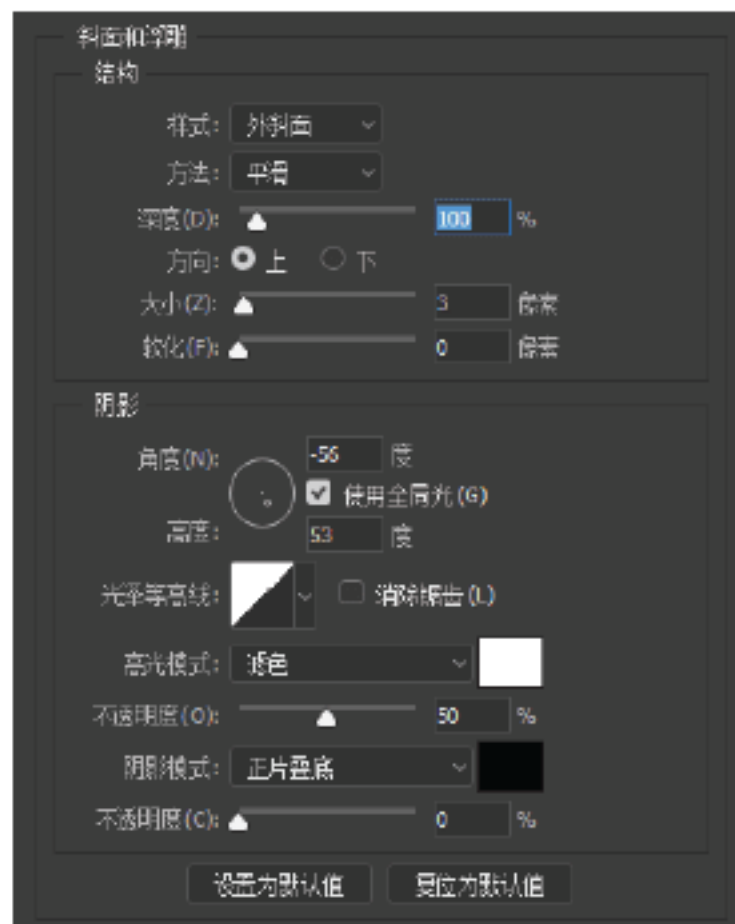 斜面和浮雕
结构
样式: 外斜面
方法: 平滑
深度(D): 100 %
方向: 上 下
大小(Z): 3 像素
软化(F): 0 像素
阴影
角度(N): -56 度
使用全局光(G)
高度: 53 度
光泽等高线: 消除锯齿(L)
高光模式: 滤色
不透明度(O): 50 %
阴影模式: 正片叠底
不透明度(C): 0 %
设置为默认值 复位为默认值